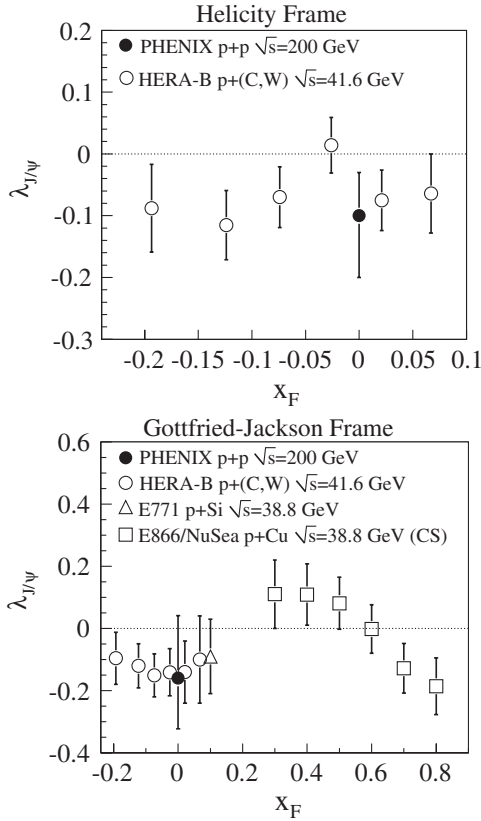 Helicity Frame
0.2
PHENIX p+p √s=200 GeV
HERA-B p+(C,W) √s=41.6 GeV
0.1
0
-0.1
-0.2
-0.3
λJ/ψ
-0.2 -0.15 -0.1 -0.05 0 0.05 0.1
xF
Gottfried-Jackson Frame
0.6
PHENIX p+p √s=200 GeV
HERA-B p+(C,W) √s=41.6 GeV
E771 p+Si √s=38.8 GeV
E866/NuSea p+Cu √s=38.8 GeV (CS)
0.4
0.2
0
-0.2
-0.4
λJ/ψ
-0.2 0 0.2 0.4 0.6 0.8
xF